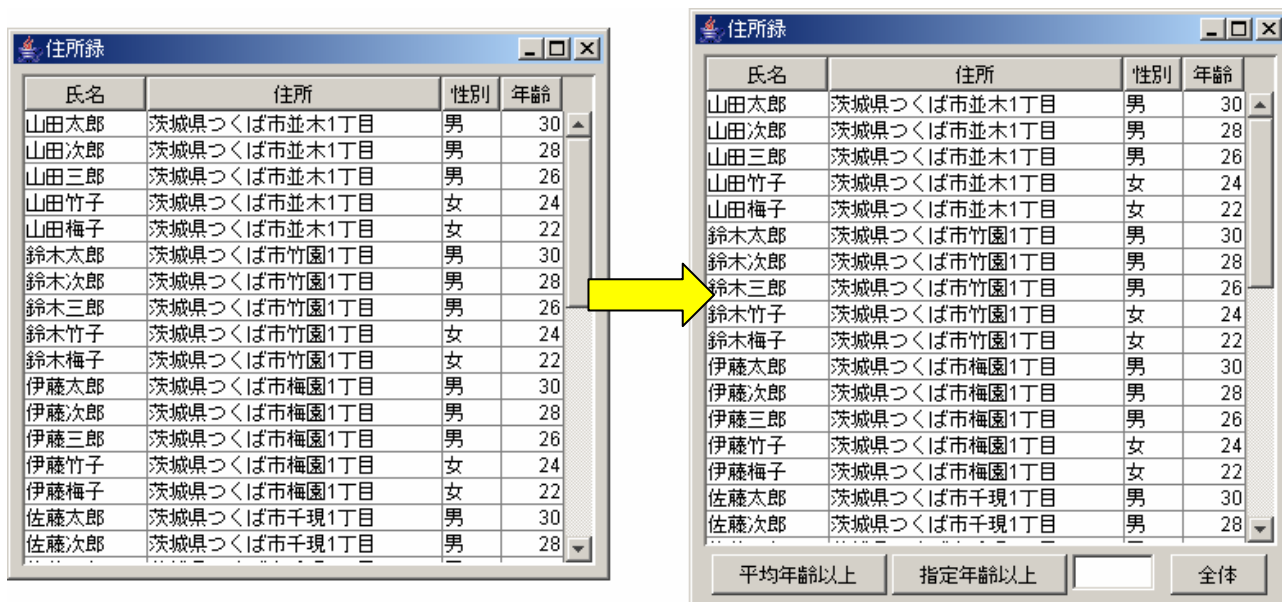 住所録
氏名 住所 性別 年齢
山田太郎 茨城県つくば市並木1丁目 男 30
山田次郎 茨城県つくば市並木1丁目 男 28
山田三郎 茨城県つくば市並木1丁目 男 26
山田竹子 茨城県つくば市並木1丁目 女 24
山田梅子 茨城県つくば市並木1丁目 女 22
鈴木太郎 茨城県つくば市竹園1丁目 男 30
鈴木次郎 茨城県つくば市竹園1丁目 男 28
鈴木三郎 茨城県つくば市竹園1丁目 男 26
鈴木竹子 茨城県つくば市竹園1丁目 女 24
鈴木梅子 茨城県つくば市竹園1丁目 女 22
伊藤太郎 茨城県つくば市梅園1丁目 男 30
伊藤次郎 茨城県つくば市梅園1丁目 男 28
伊藤三郎 茨城県つくば市梅園1丁目 男 26
伊藤竹子 茨城県つくば市梅園1丁目 女 24
伊藤梅子 茨城県つくば市梅園1丁目 女 22
佐藤太郎 茨城県つくば市千現1丁目 男 30
佐藤次郎 茨城県つくば市千現1丁目 男 28
住所録
氏名 住所 性別 年齢
山田太郎 茨城県つくば市並木1丁目 男 30
山田次郎 茨城県つくば市並木1丁目 男 28
山田三郎 茨城県つくば市並木1丁目 男 26
山田竹子 茨城県つくば市並木1丁目 女 24
山田梅子 茨城県つくば市並木1丁目 女 22
鈴木太郎 茨城県つくば市竹園1丁目 男 30
鈴木次郎 茨城県つくば市竹園1丁目 男 28
鈴木三郎 茨城県つくば市竹園1丁目 男 26
鈴木竹子 茨城県つくば市竹園1丁目 女 24
鈴木梅子 茨城県つくば市竹園1丁目 女 22
伊藤太郎 茨城県つくば市梅園1丁目 男 30
伊藤次郎 茨城県つくば市梅園1丁目 男 28
伊藤三郎 茨城県つくば市梅園1丁目 男 26
伊藤竹子 茨城県つくば市梅園1丁目 女 24
伊藤梅子 茨城県つくば市梅園1丁目 女 22
佐藤太郎 茨城県つくば市千現1丁目 男 30
佐藤次郎 茨城県つくば市千現1丁目 男 28
平均年齢以上 指定年齢以上 全体